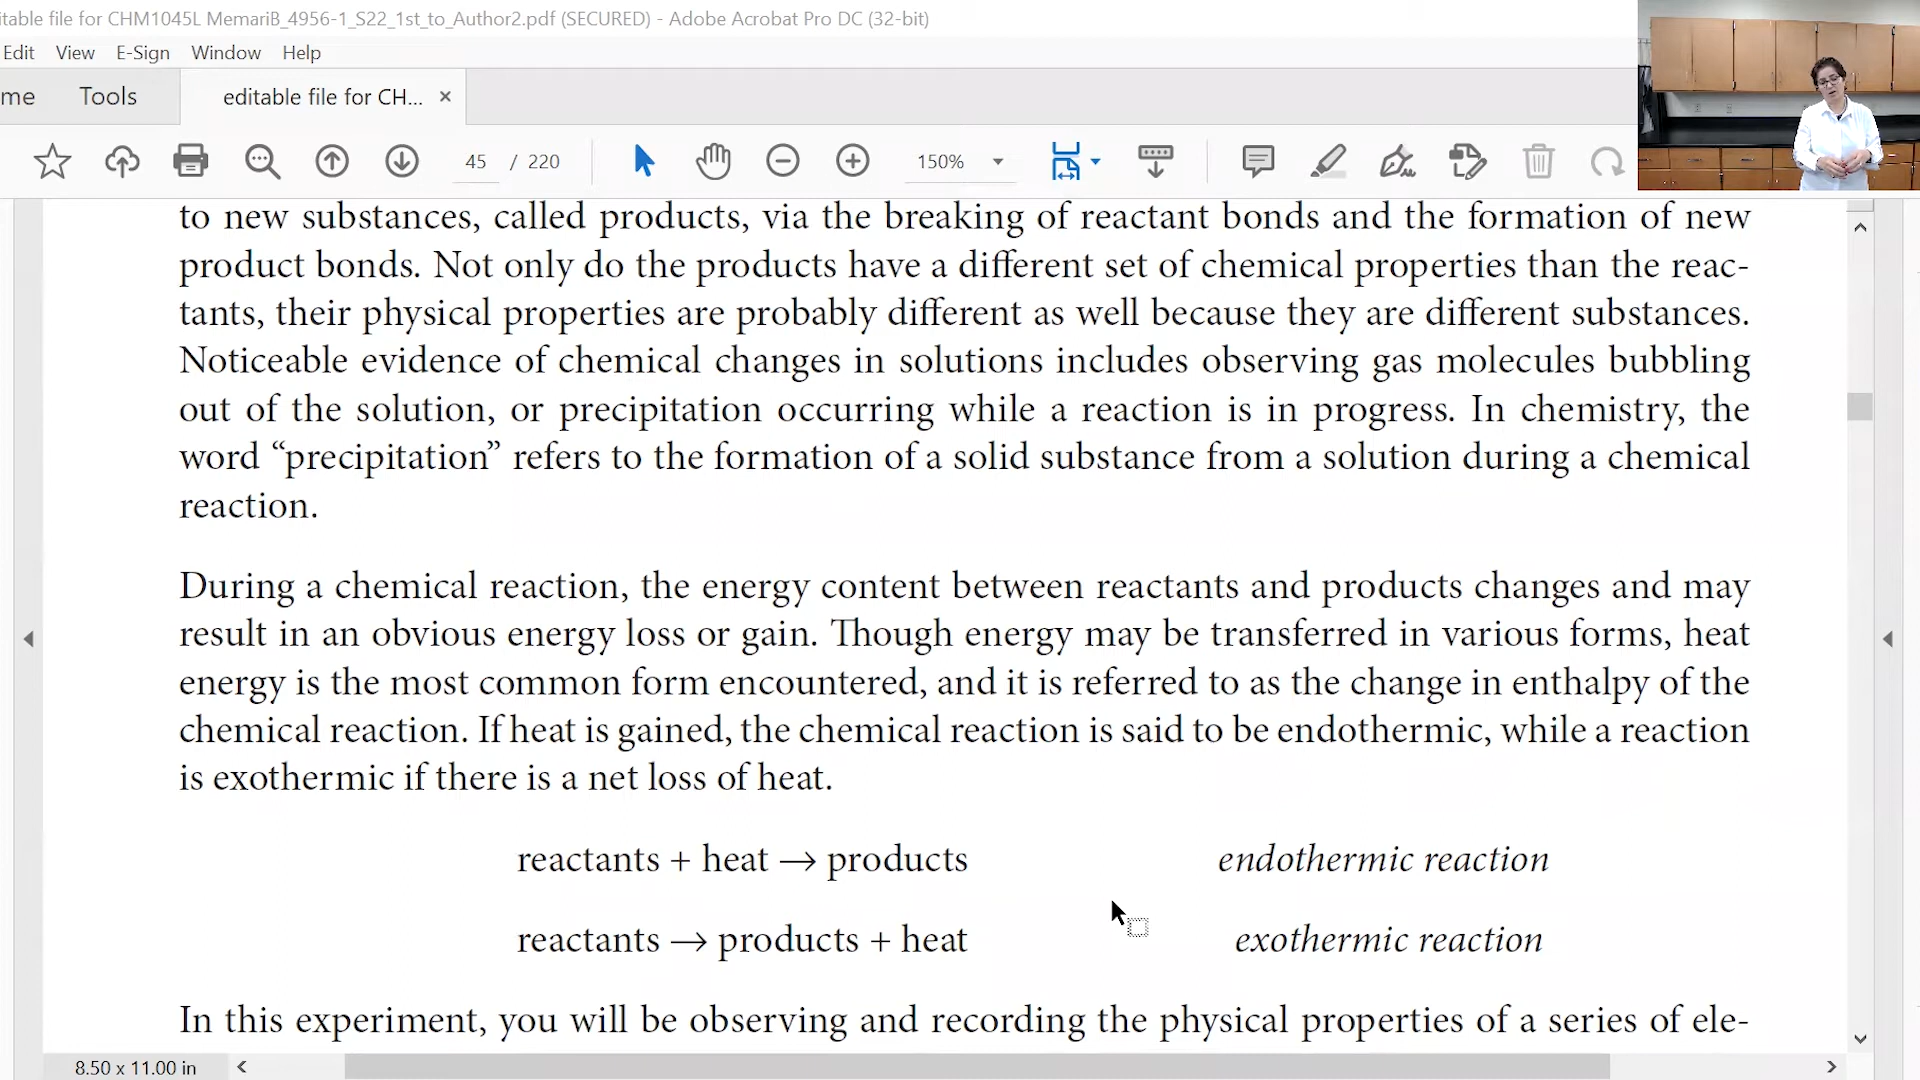 itable file for CHM1045L MemariB_4956-1_S22_1st_to_Author2.pdf (SECURED) - Adobe Acrobat Pro DC (32-bit)
Edit View E-Sign Window Help
me Tools editable file for CH... ×
45 / 220 150%
to new substances, called products, via the breaking of reactant bonds and the formation of new
product bonds. Not only do the products have a different set of chemical properties than the reac-
tants, their physical properties are probably different as well because they are different substances.
Noticeable evidence of chemical changes in solutions includes observing gas molecules bubbling
out of the solution, or precipitation occurring while a reaction is in progress. In chemistry, the
word “precipitation” refers to the formation of a solid substance from a solution during a chemical
reaction.
During a chemical reaction, the energy content between reactants and products changes and may
result in an obvious energy loss or gain. Though energy may be transferred in various forms, heat
energy is the most common form encountered, and it is referred to as the change in enthalpy of the
chemical reaction. If heat is gained, the chemical reaction is said to be endothermic, while a reaction
is exothermic if there is a net loss of heat.
reactants + heat → products endothermic reaction
reactants → products + heat exothermic reaction
In this experiment, you will be observing and recording the physical properties of a series of ele-
8.50 x 11.00 in